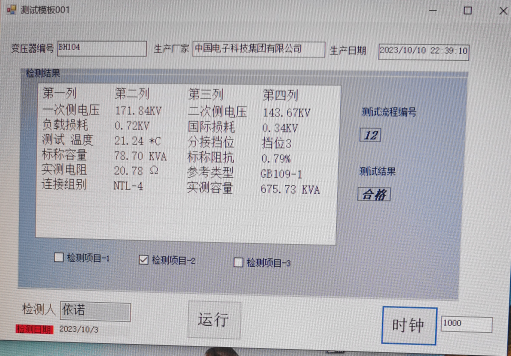 测试模板001
变压器编号 BH104 生产厂家 中国电子科技集团有限公司 生产日期 2023/10/10 22:39:10
检测结果
第一列 第二列 第三列 第四列
一次侧电压 171.84KV 二次侧电压 143.67KV
负载损耗 0.72KV 国际损耗 0.34KV
测试 温度 21.24 *C 分接挡位 挡位3
标称容量 78.70 KVA 标称阻抗 0.79%
实测电阻 20.78 Ω 参考类型 GB109-1
连接组别 NTL-4 实测容量 675.73 KVA
测试流程编号
12
测试结果
合格
检测项目-1 检测项目-2 检测项目-3
检测人 依诺
2023/10/3
运行
时钟 1000